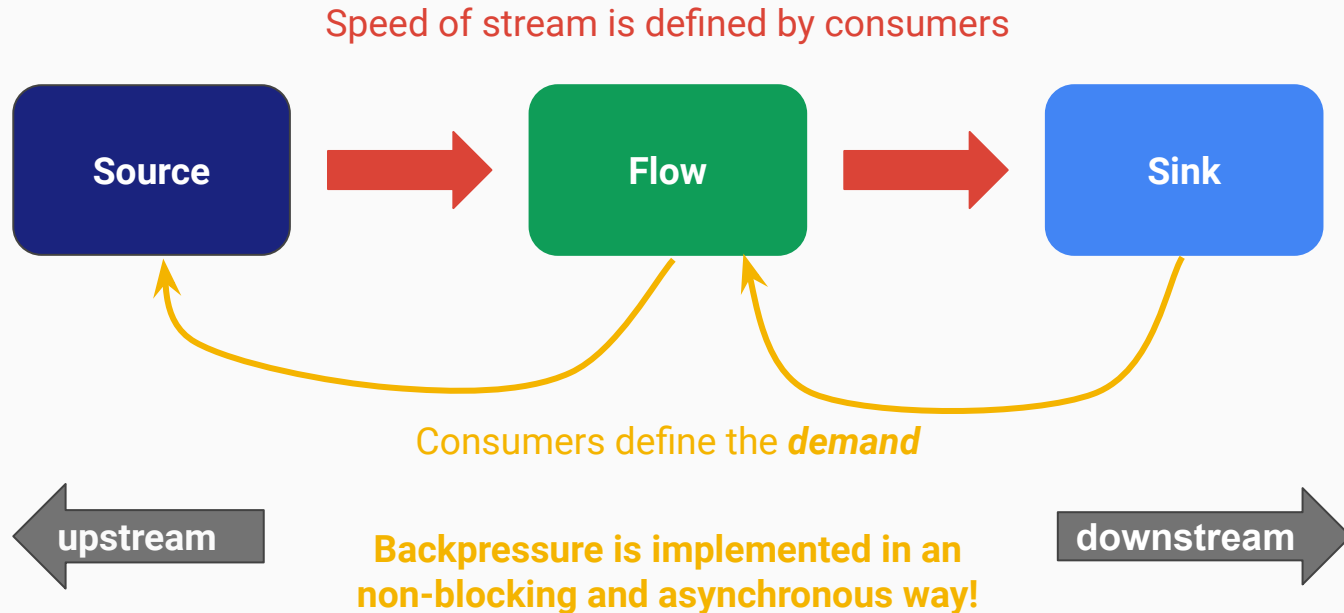 Speed of stream is defined by consumers
Source
Flow
Sink
Consumers define the demand
upstream
downstream
Backpressure is implemented in an
non-blocking and asynchronous way!